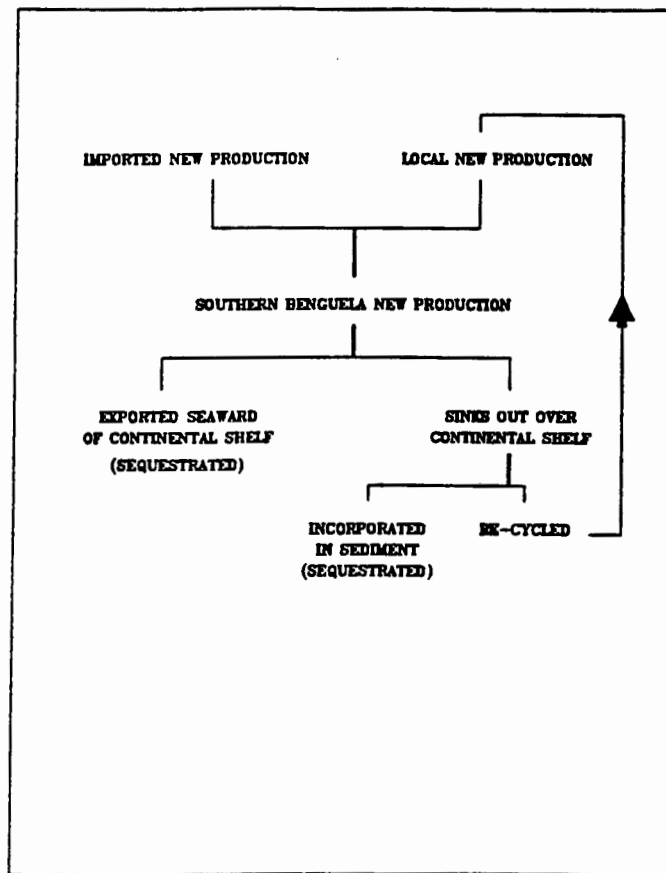 IMPORTED NEW PRODUCTION
LOCAL NEW PRODUCTION
SOUTHERN BENGUELA NEW PRODUCTION
EXPORTED SEAWARD
OF CONTINENTAL SHELF
(SEQUESTRATED)
SINKS OUT OVER
CONTINENTAL SHELF
INCORPORATED
IN SEDIMENT
(SEQUESTRATED)
RE-CYCLED